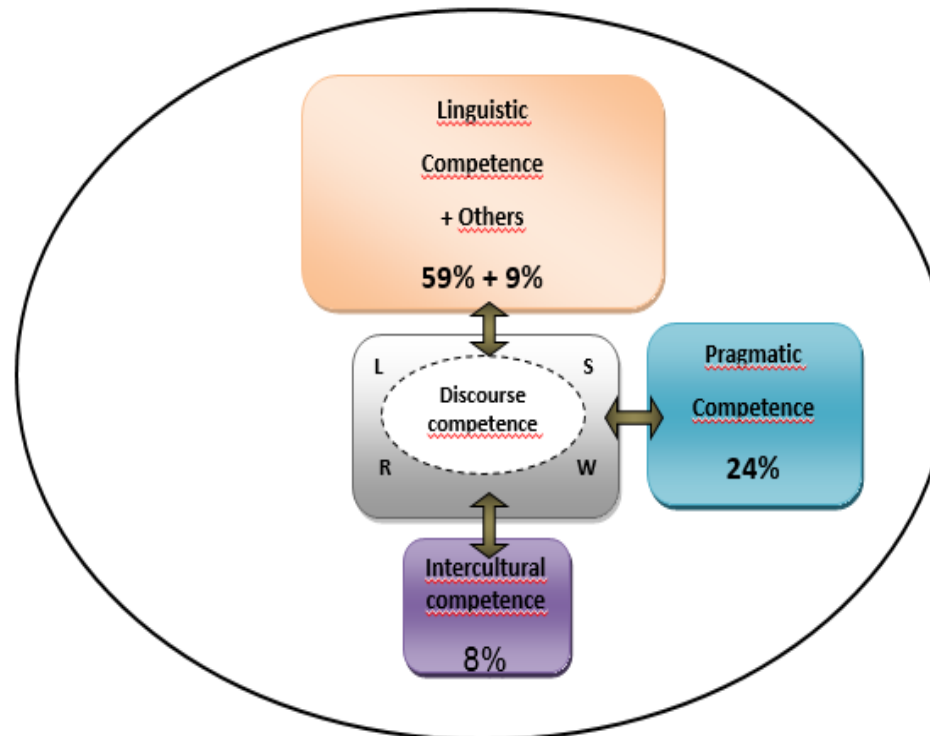 Linguistic
Competence
+ Others
59% + 9%
L S
Discourse
competence
R W
Pragmatic
Competence
24%
Intercultural
competence
8%